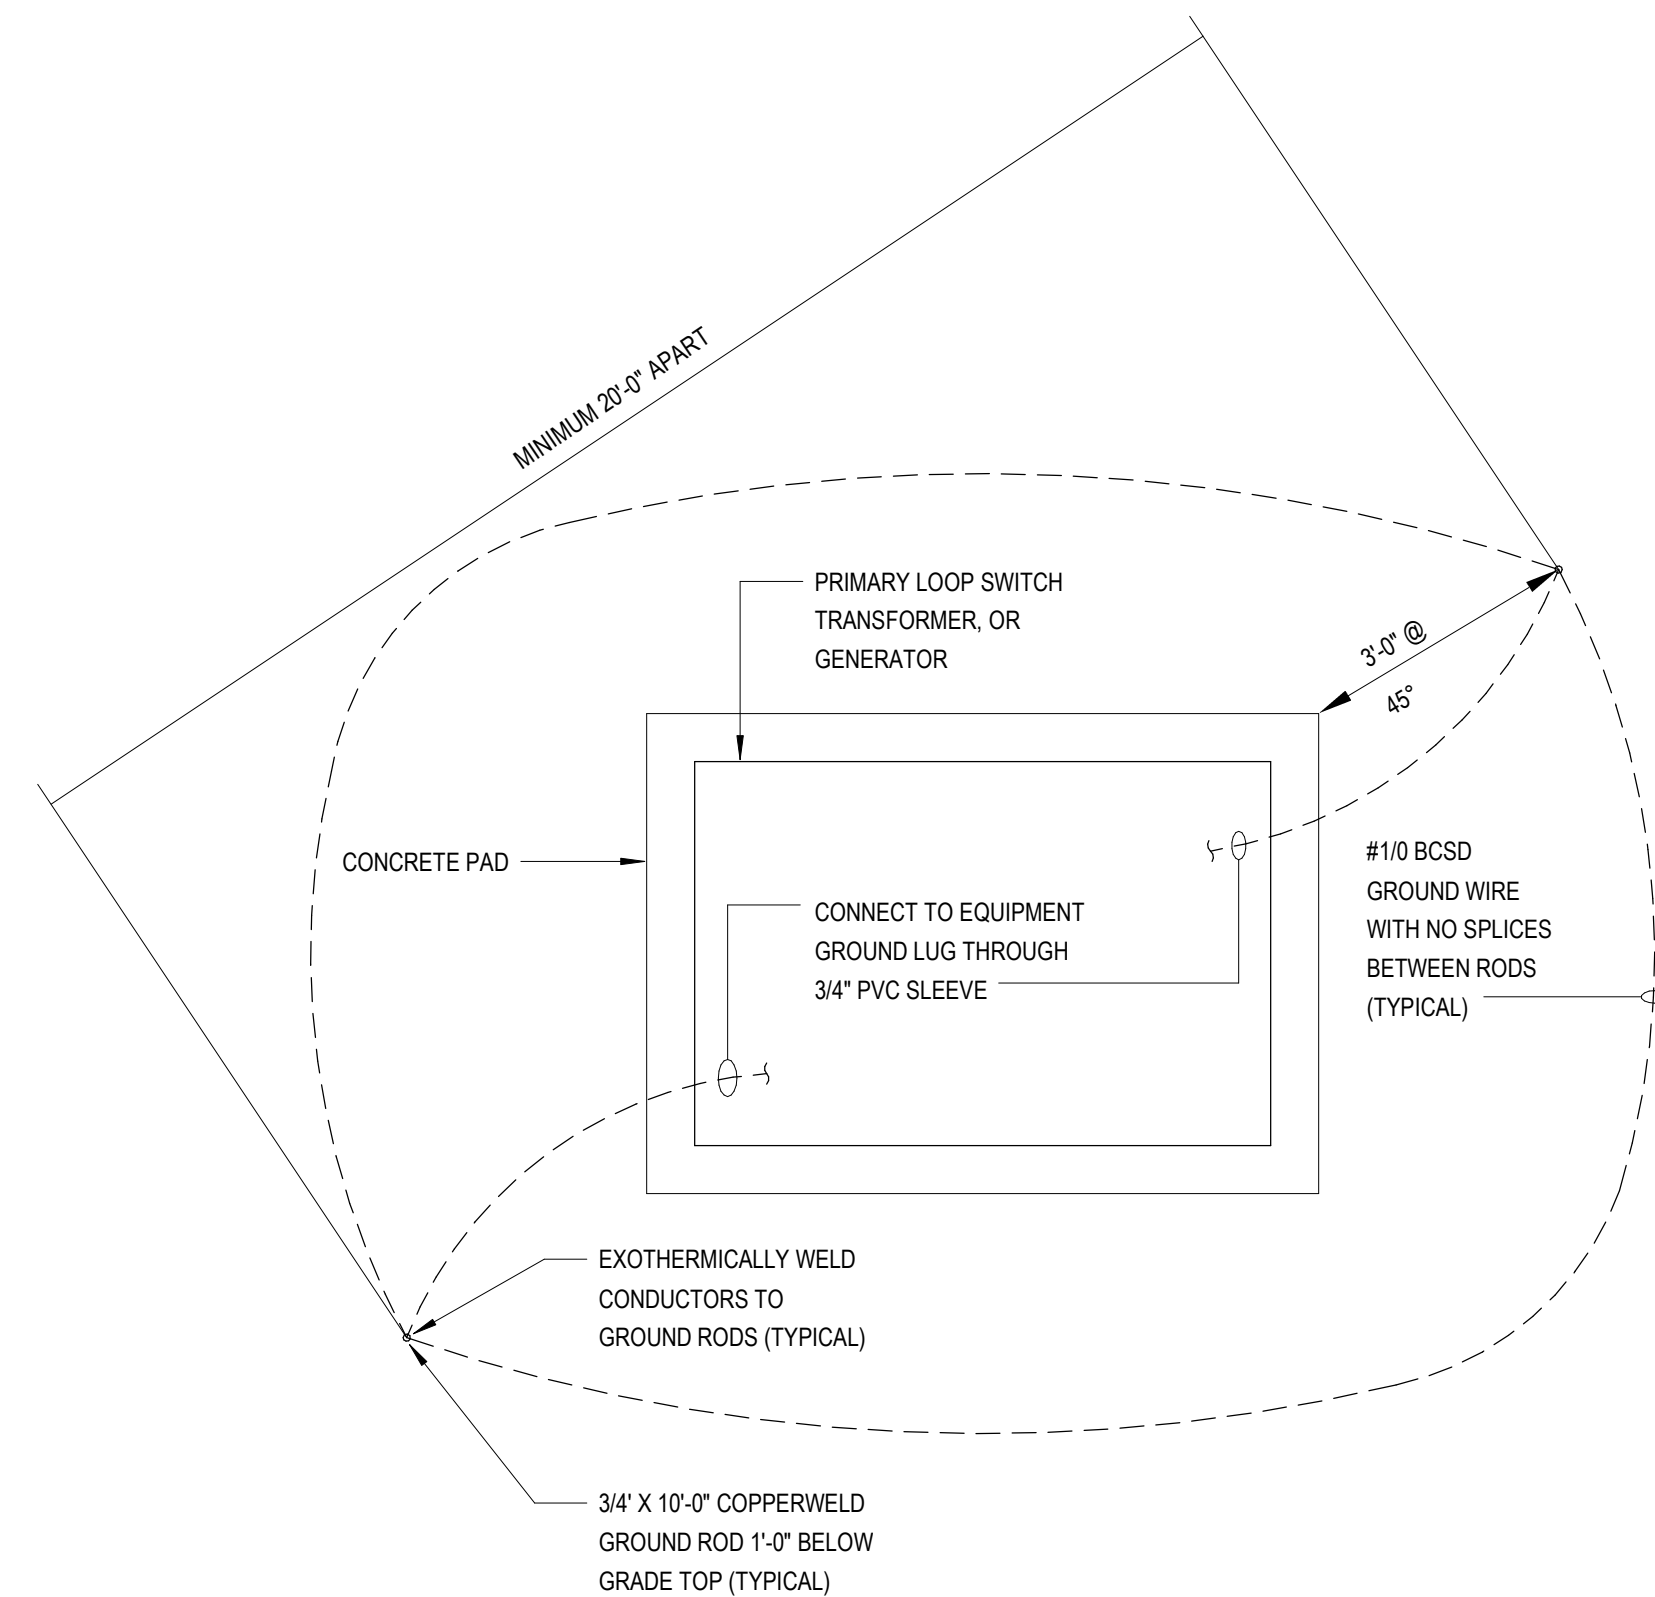 MINIMUM 20'-0" APART
PRIMARY LOOP SWITCH
TRANSFORMER, OR
GENERATOR
3'-0" @
45°
CONCRETE PAD
CONNECT TO EQUIPMENT
GROUND LUG THROUGH
3/4" PVC SLEEVE
#1/0 BCSD
GROUND WIRE
WITH NO SPLICES
BETWEEN RODS
(TYPICAL)
EXOTHERMICALLY WELD
CONDUCTORS TO
GROUND RODS (TYPICAL)
3/4' X 10'-0" COPPERWELD
GROUND ROD 1'-0" BELOW
GRADE TOP (TYPICAL)